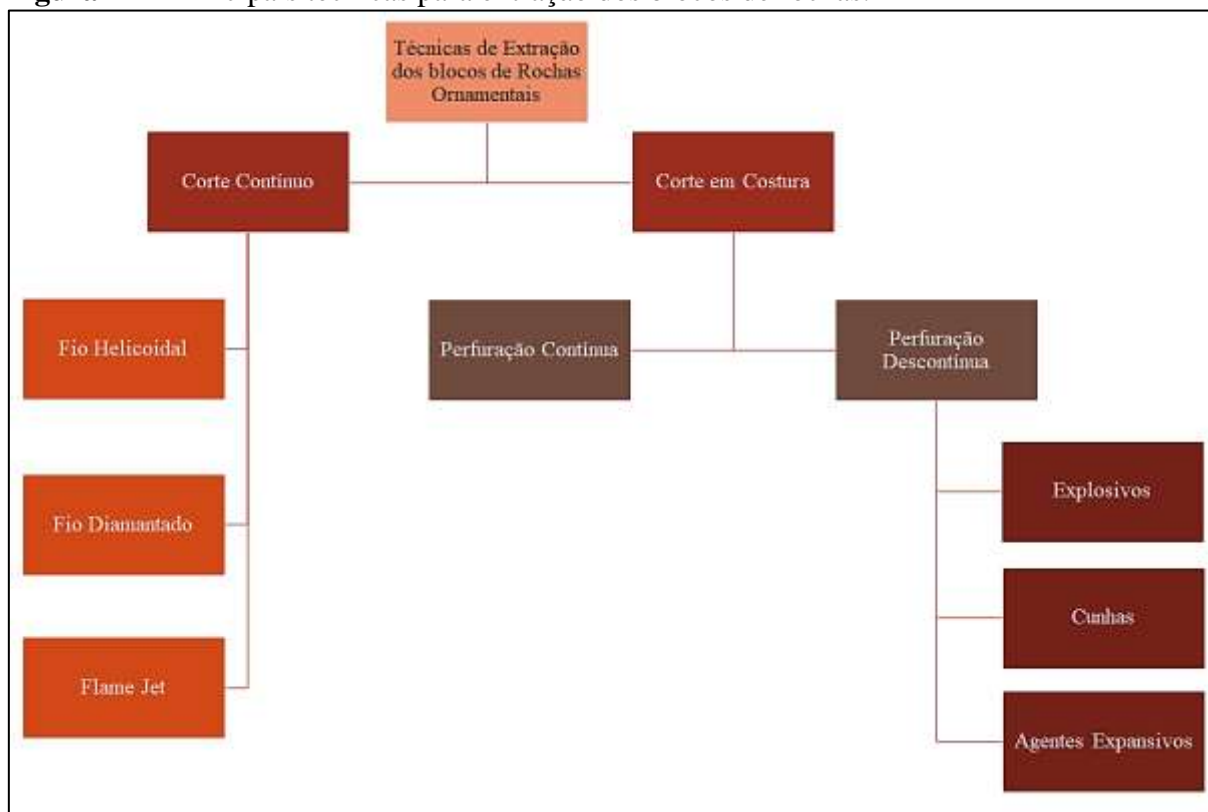 Técnicas de Extração
dos blocos de Rochas
Ornamentais
Corte Contínuo
Corte em Costura
Fio Helicoidal
Perfuração Contínua
Perfuração
Descontínua
Fio Diamantado
Explosivos
Cunhas
Flame Jet
Agentes Expansivos